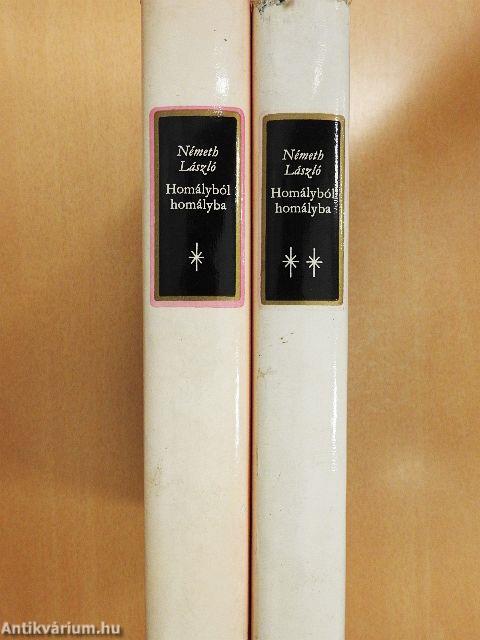 Németh
László
Homályból
homályba
Németh
László
Homályból
homályba
Antikvárium.hu